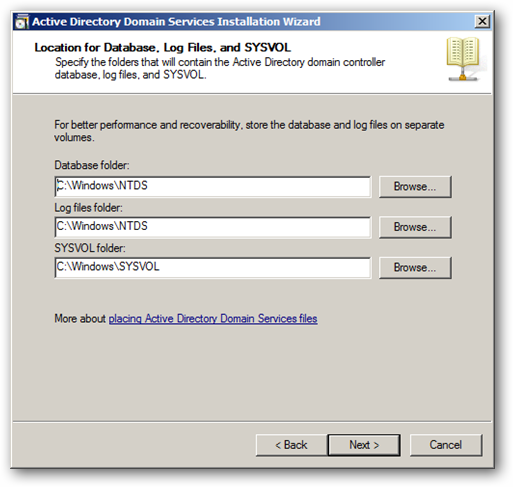 Active Directory Domain Services Installation Wizard
Location for Database, Log Files, and SYSVOL
Specify the folders that will contain the Active Directory domain controller
database, log files, and SYSVOL.
For better performance and recoverability, store the database and log files on separate
volumes.
Database folder:
C:\Windows\NTDS
Browse...
Log files folder:
C:\Windows\NTDS
Browse...
SYSVOL folder:
C:\Windows\SYSVOL
Browse...
More about placing Active Directory Domain Services files
< Back
Next >
Cancel